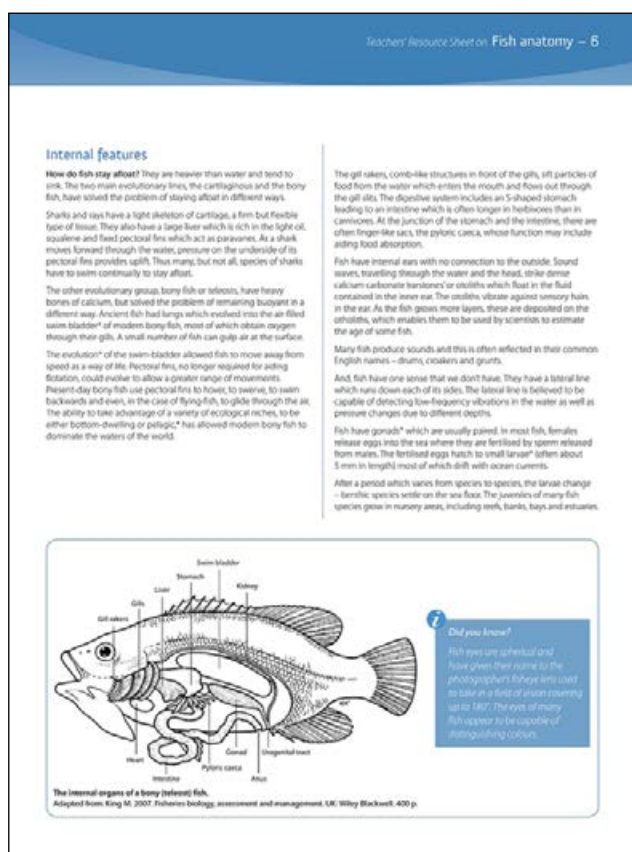 Teachers' Resource Sheet on Fish anatomy – 6
Internal features
How do fish stay afloat? They are heavier than water and tend to
sink. The two main evolutionary lines, the cartilaginous and the bony
fish, have solved the problem of staying afloat in different ways.
Sharks and rays have a light skeleton of cartilage, a firm but flexible
type of tissue. They also have a large liver which is rich in the light oil,
squalene and fixed pectoral fins which act as paravanes. As a shark
moves forward through the water, pressure on the underside of its
pectoral fins provides uplift. Thus many, but not all, species of sharks
have to swim continually to stay afloat.
The other evolutionary group, bony fish or teleosts, have heavy
bones of calcium, but solved the problem of remaining buoyant in a
different way. Ancient fish had lungs which evolved into the air filled
swim bladder* of modern bony fish, most of which obtain oxygen
through their gills. A small number of fish can gulp air at the surface.
The evolution* of the swim-bladder allowed fish to move away from
speed as a way of life. Pectoral fins, no longer required for aiding
flotation, could evolve to allow a greater range of movements.
Present-day bony fish use pectoral fins to hover, to swerve, to swim
backwards and even, in the case of flying-fish, to glide through the air.
The ability to take advantage of a variety of ecological niches, to be
either bottom-dwelling or pelagic,* has allowed modern bony fish to
dominate the waters of the world.
The gill rakers, comb-like structures in front of the gills, sift particles of
food from the water which enters the mouth and flows out through
the gill slits. The digestive system includes an S-shaped stomach
leading to an intestine which is often longer in herbivores than in
carnivores. At the junction of the stomach and the intestine, there are
often finger-like sacs, the pyloric caeca, whose function may include
aiding food absorption.
Fish have internal ears with no connection to the outside. Sound
waves, travelling through the water and the head, strike dense
calcium carbonate 'earstones' or otoliths which float in the fluid
contained in the inner ear. The otoliths vibrate against sensory hairs
in the ear. As the fish grows more layers, these are deposited on the
otholiths, which enables them to be used by scientists to estimate
the age of some fish.
Many fish produce sounds and this is often reflected in their common
English names – drums, croakers and grunts.
And, fish have one sense that we don't have. They have a lateral line
which runs down each of its sides. The lateral line is believed to be
capable of detecting low-frequency vibrations in the water as well as
pressure changes due to different depths.
Fish have gonads* which are usually paired. In most fish, females
release eggs into the sea where they are fertilised by sperm released
from males. The fertilised eggs hatch to small larvae* (often about
5 mm in length) most of which drift with ocean currents.
After a period which varies from species to species, the larvae change
– benthic species settle on the sea floor. The juveniles of many fish
species grow in nursery areas, including reefs, banks, bays and estuaries.
Swim bladder
Stomach
Kidney
Liver
Gills
Gill rakers
Heart
Intestine
Pyloric caeca
Gonad
Anus
Urogenital tract
The internal organs of a bony (teleost) fish.
Adapted from: King M. 2007. Fisheries biology, assessment and management. UK: Wiley Blackwell. 400 p.
i
Did you know?
Fish eyes are spherical and
have given their name to the
photographer's fisheye lens used
to take in a field of vision covering
up to 180°. The eyes of many
fish appear to be capable of
distinguishing colours.